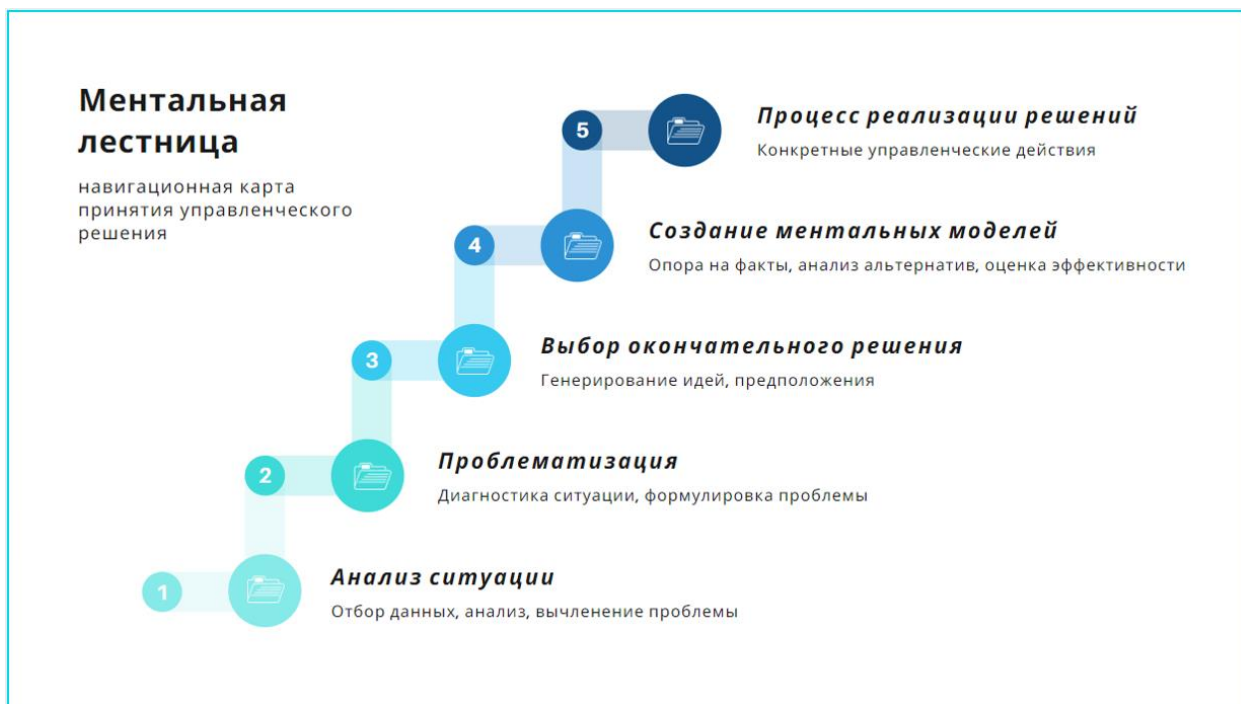 Ментальная
лестница
навигационная карта
принятия управленческого
решения
5
Процесс реализации решений
Конкретные управленческие действия
4
Создание ментальных моделей
Опора на факты, анализ альтернатив, оценка эффективности
3
Выбор окончательного решения
Генерирование идей, предположения
2
Проблематизация
Диагностика ситуации, формулировка проблемы
1
Анализ ситуации
Отбор данных, анализ, вычленение проблемы